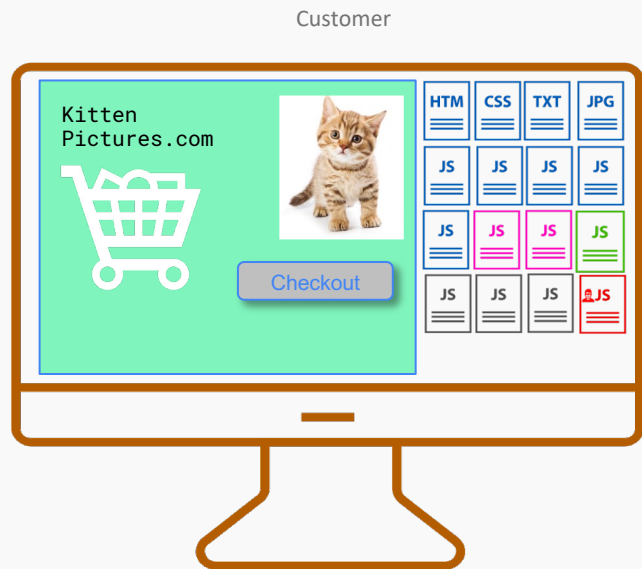 Customer
Kitten
Pictures.com
Checkout
HTM CSS TXT JPG
JS JS JS JS
JS JS JS JS
JS JS JS JS